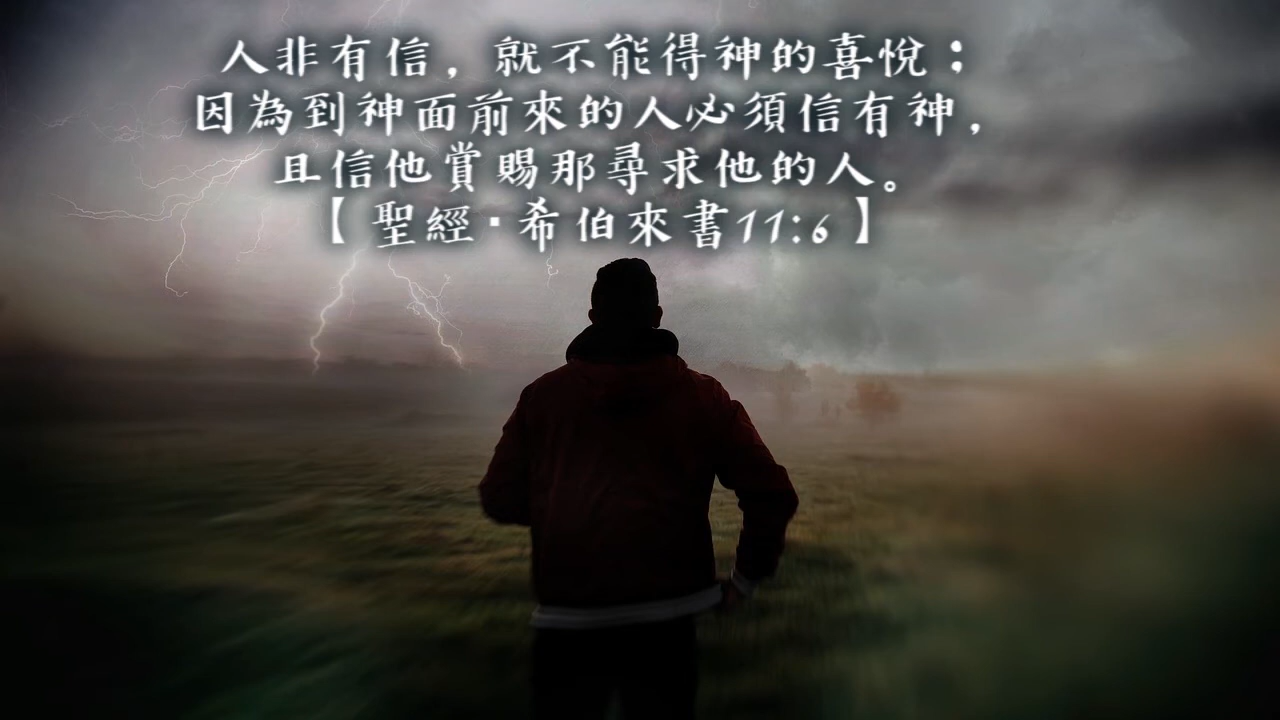 人非有信，就不能得神的喜悅；
因為到神面前來的人必須信有神，
且信他賞賜那尋求他的人。
【聖經·希伯來書11:6】